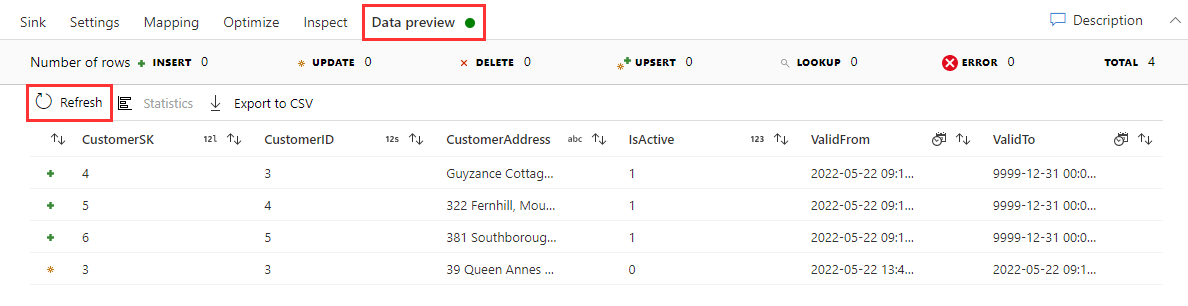 Sink Settings Mapping Optimize Inspect Data preview Description
Number of rows INSERT 0 UPDATE 0 DELETE 0 UPSERT 0 LOOKUP 0 ERROR 0 TOTAL 4
Refresh Statistics Export to CSV
CustomerSK 12l CustomerID 12s CustomerAddress abc IsActive 123 ValidFrom ValidTo
4 3 Guyzance Cottag... 1 2022-05-22 09:1... 9999-12-31 00:0...
5 4 322 Fernhill, Mou... 1 2022-05-22 09:1... 9999-12-31 00:0...
6 5 381 Southboroug... 1 2022-05-22 09:1... 9999-12-31 00:0...
3 3 39 Queen Annes ... 0 2022-05-22 13:4... 2022-05-22 09:1...